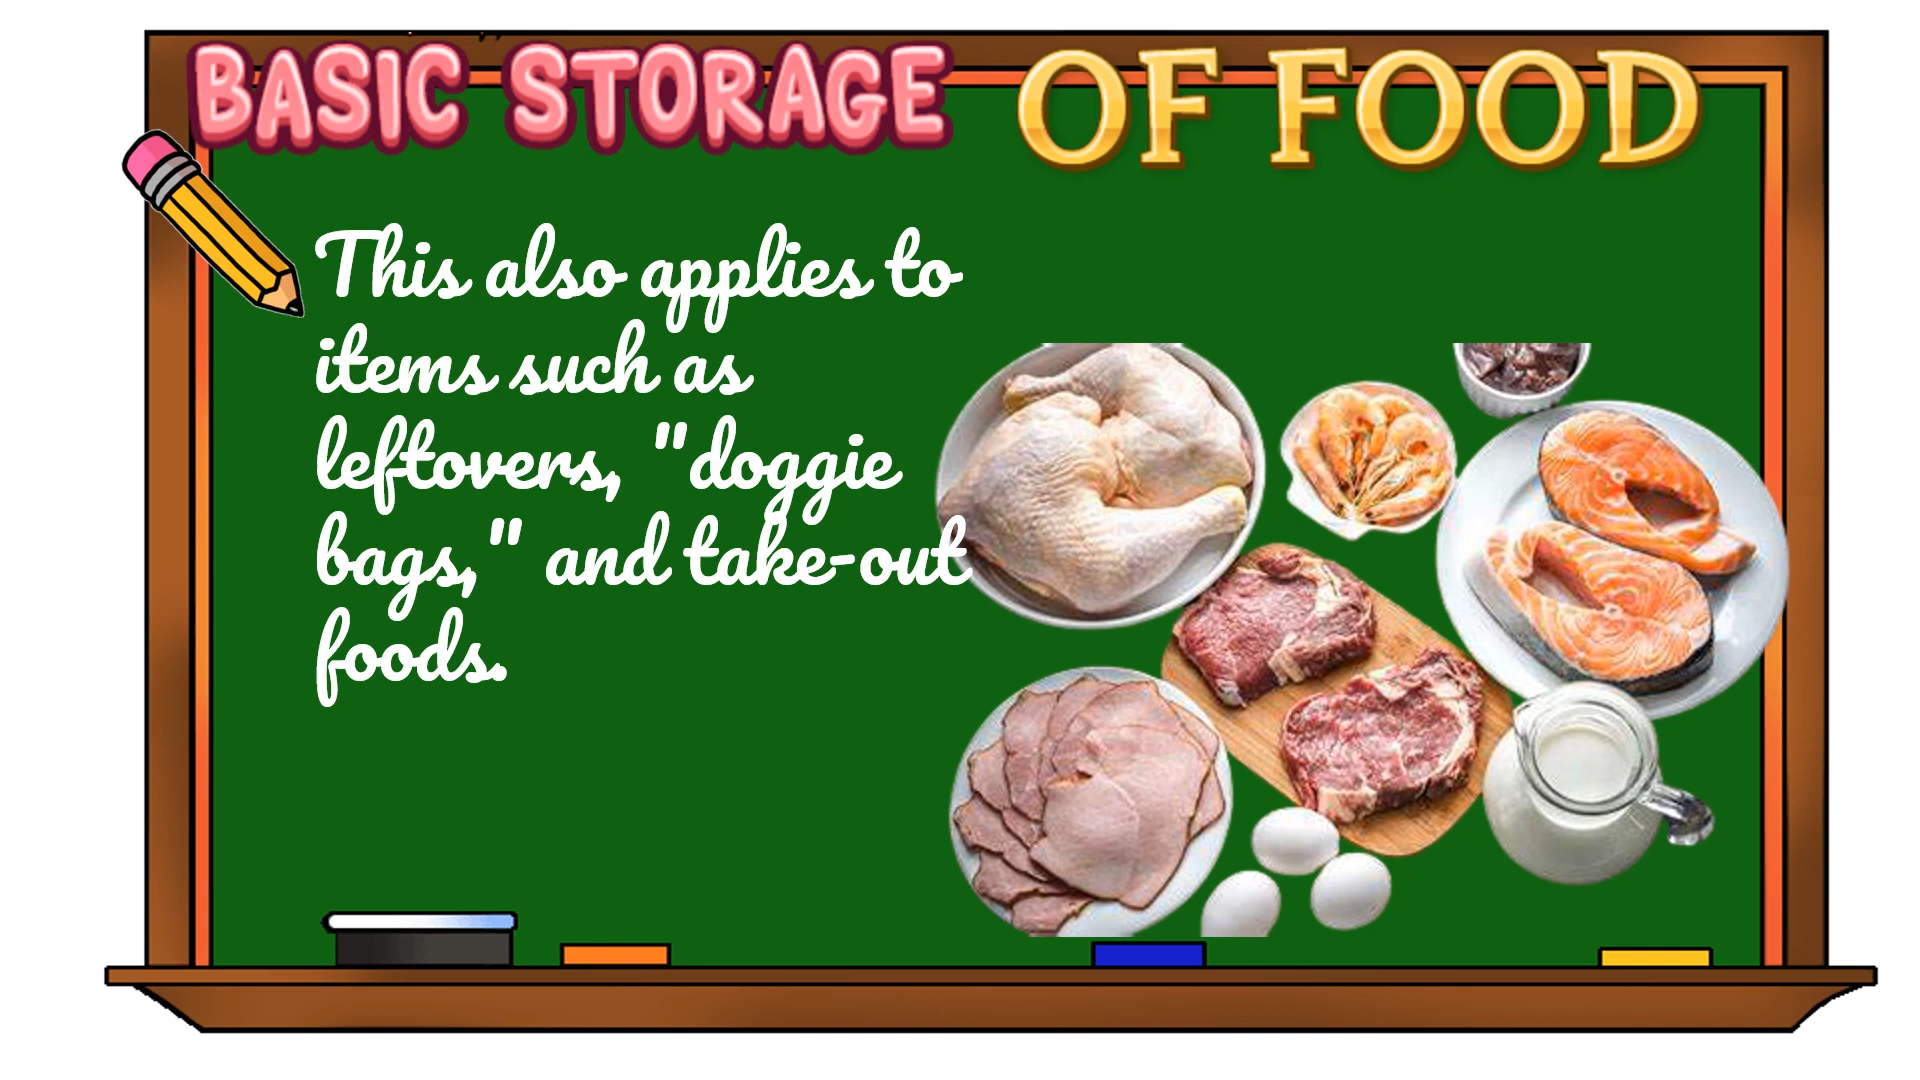 BASIC STORAGE OF FOOD
This also applies to
items such as
leftovers, "doggie
bags," and take-out
foods.